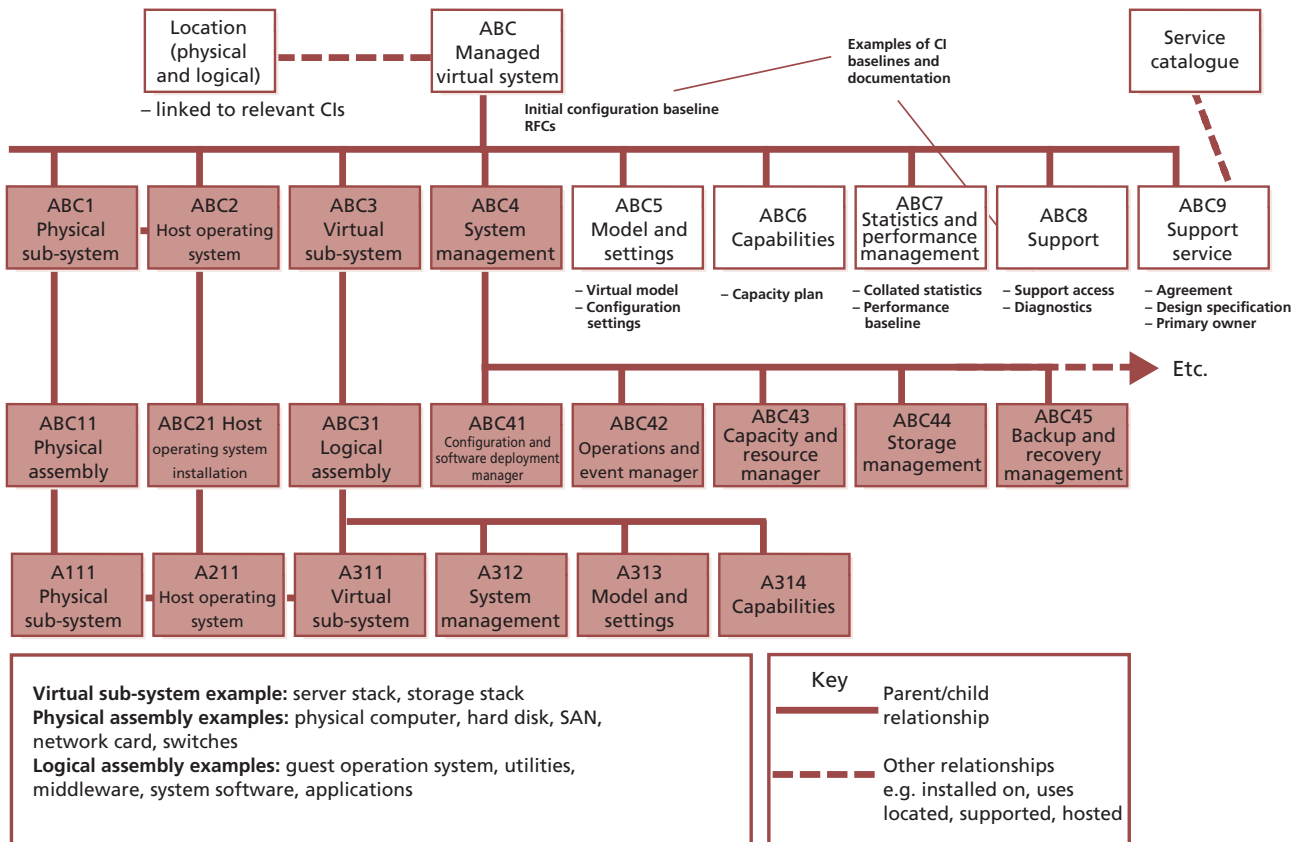 Location
(physical
and logical)
– linked to relevant CIs
ABC
Managed
virtual system
Initial configuration baseline
RFCs
Examples of CI
baselines and
documentation
Service
catalogue
ABC1
Physical
sub-system
ABC2
Host operating
system
ABC3
Virtual
sub-system
ABC4
System
management
ABC5
Model and
settings
– Virtual model
– Configuration
settings
ABC6
Capabilities
– Capacity plan
ABC7
Statistics and
performance
management
– Collated statistics
– Performance
baseline
ABC8
Support
– Support access
– Diagnostics
ABC9
Support
service
– Agreement
– Design specification
– Primary owner
Etc.
ABC11
Physical
assembly
ABC21 Host
operating system
installation
ABC31
Logical
assembly
ABC41
Configuration and
software deployment
manager
ABC42
Operations and
event manager
ABC43
Capacity and
resource
manager
ABC44
Storage
management
ABC45
Backup and
recovery
management
A111
Physical
sub-system
A211
Host operating
system
A311
Virtual
sub-system
A312
System
management
A313
Model and
settings
A314
Capabilities
Virtual sub-system example: server stack, storage stack
Physical assembly examples: physical computer, hard disk, SAN,
network card, switches
Logical assembly examples: guest operation system, utilities,
middleware, system software, applications
Key
Parent/child
relationship
Other relationships
e.g. installed on, uses
located, supported, hosted